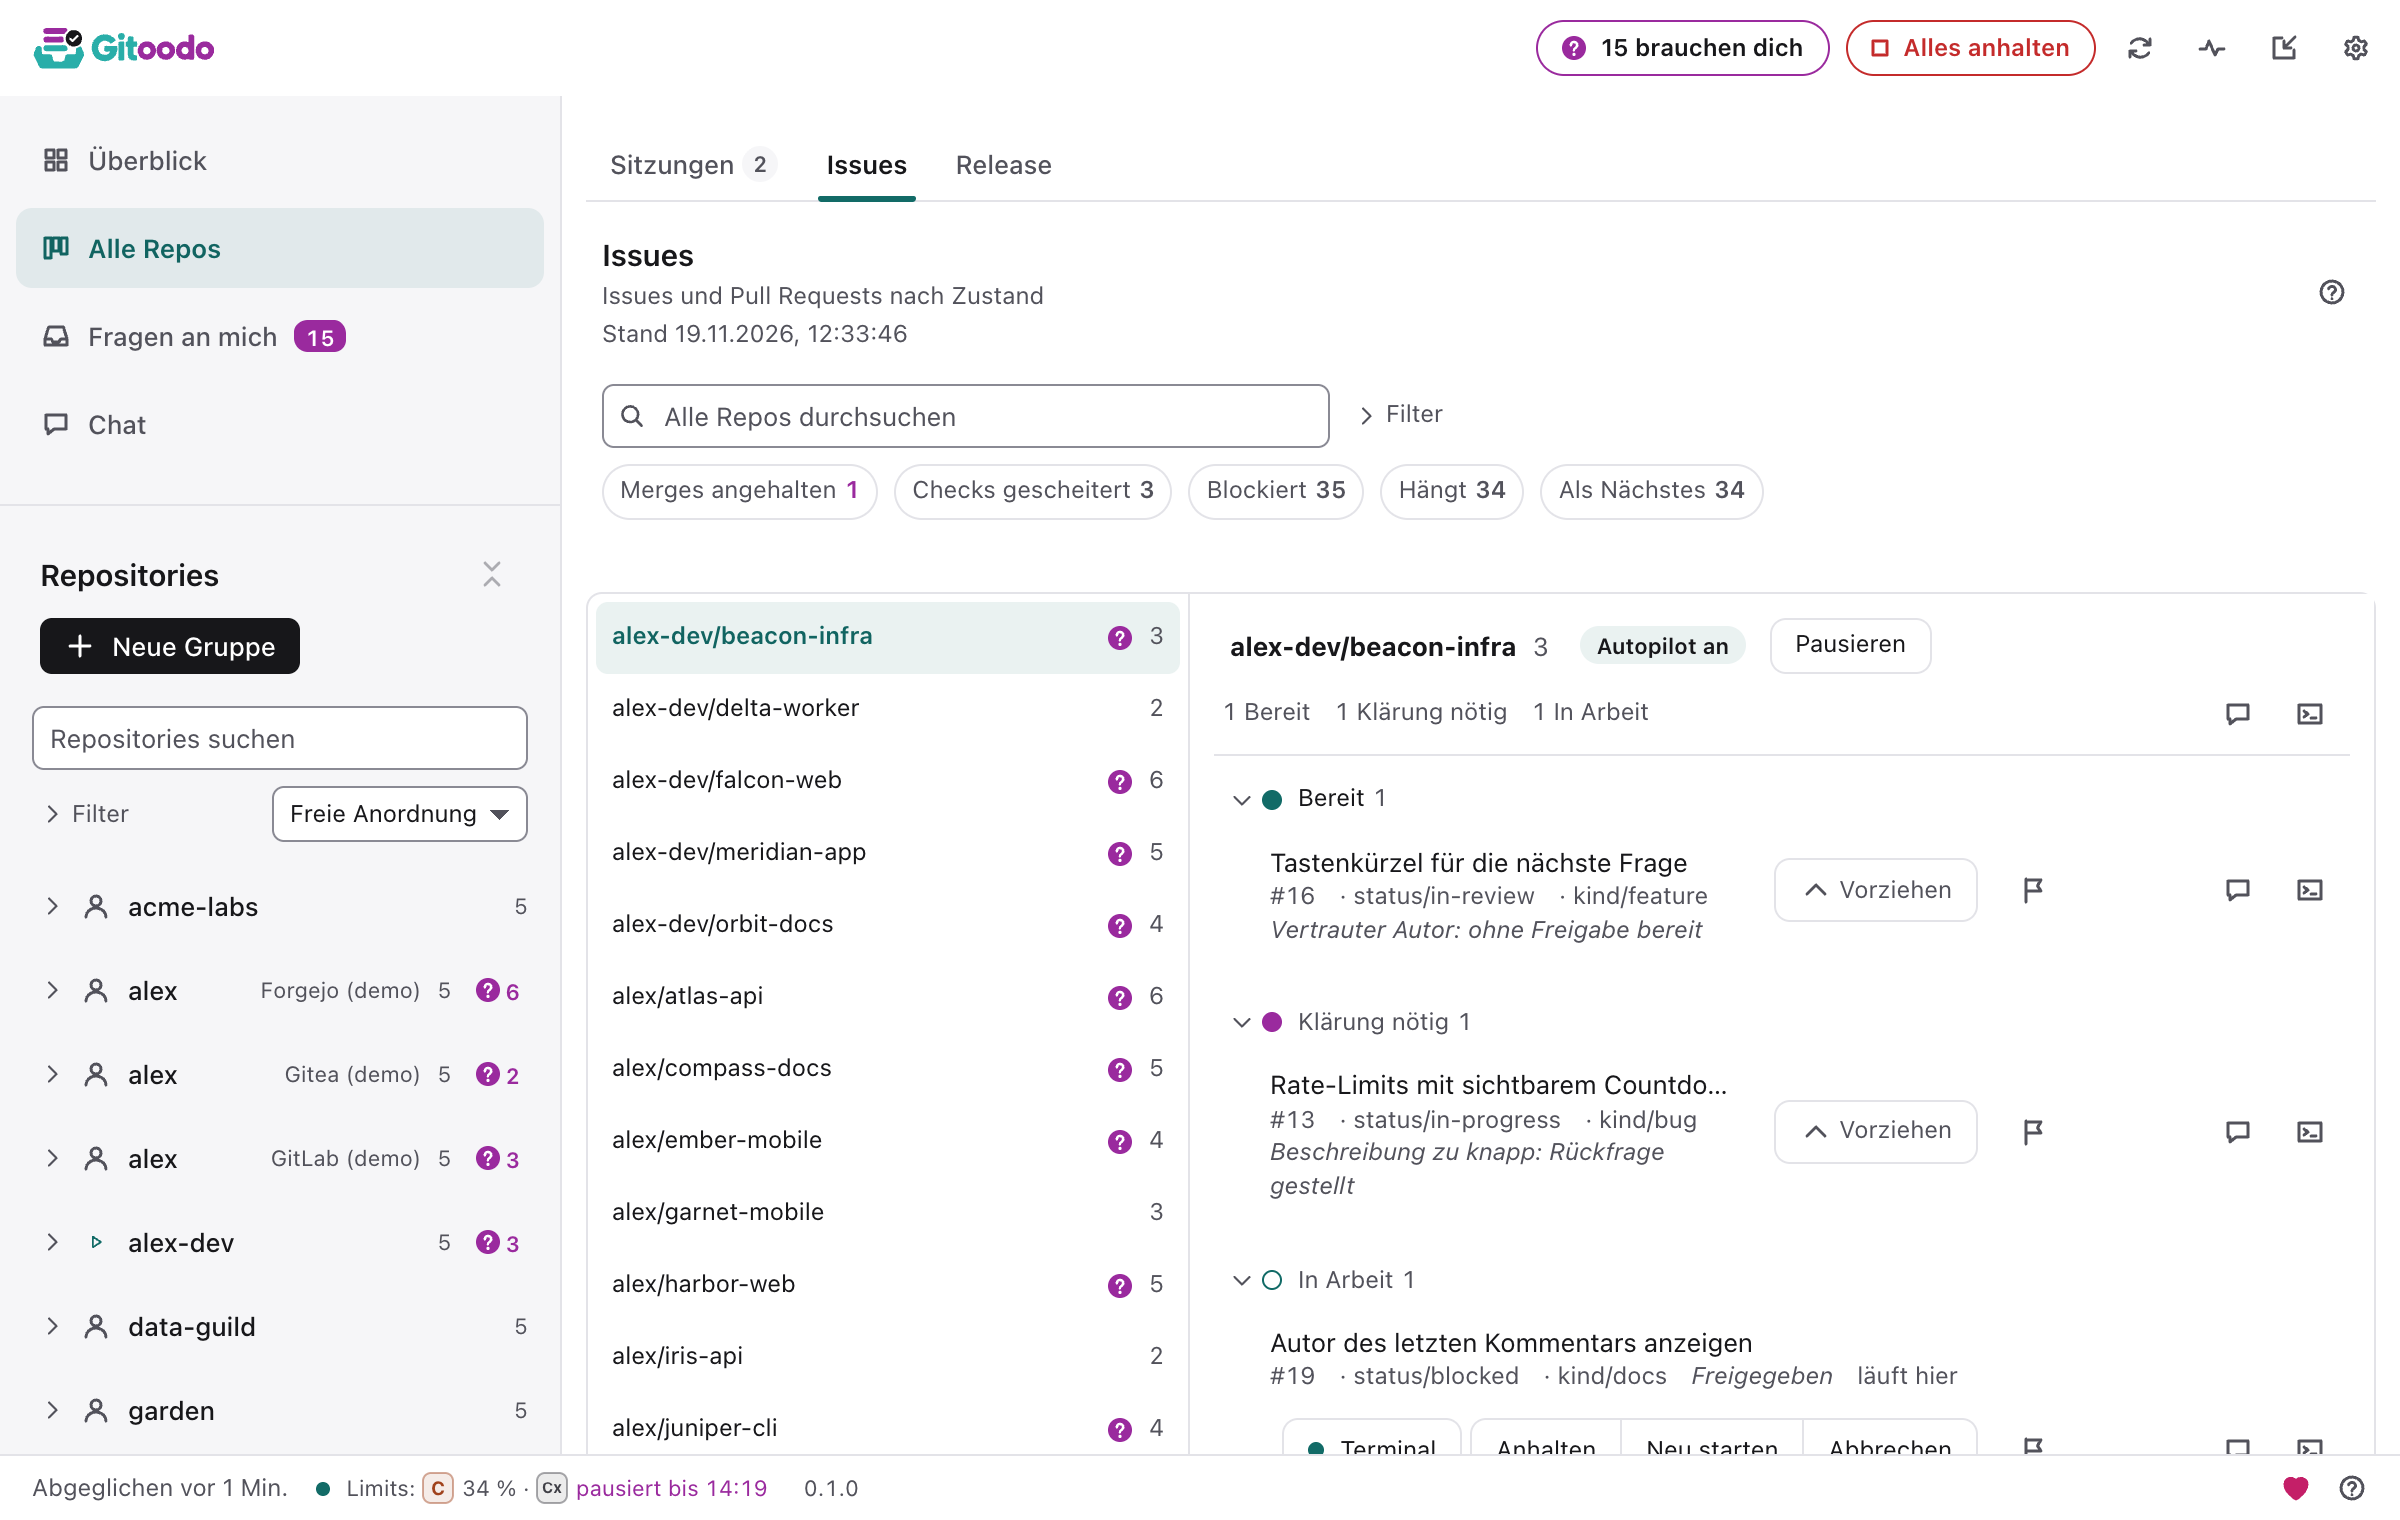 Gitoodo
15 brauchen dich
Alles anhalten
Überblick
Alle Repos
Fragen an mich 15
Chat
Repositories
Neue Gruppe
Repositories suchen
Filter
Freie Anordnung
acme-labs 5
alex Forgejo (demo) 5 ? 6
alex Gitea (demo) 5 ? 2
alex GitLab (demo) 5 ? 3
alex-dev 5 ? 3
data-guild 5
garden 5
Sitzungen 2
Issues
Release
Issues
Issues und Pull Requests nach Zustand
Stand 19.11.2026, 12:33:46
Alle Repos durchsuchen
Filter
Merges angehalten 1
Checks gescheitert 3
Blockiert 35
Hängt 34
Als Nächstes 34
alex-dev/beacon-infra ? 3
alex-dev/delta-worker 2
alex-dev/falcon-web ? 6
alex-dev/meridian-app ? 5
alex-dev/orbit-docs ? 4
alex/atlas-api ? 6
alex/compass-docs ? 5
alex/ember-mobile ? 4
alex/garnet-mobile 3
alex/harbor-web ? 5
alex/iris-api 2
alex/juniper-cli ? 4
alex-dev/beacon-infra 3 Autopilot an Pausieren
1 Bereit 1 Klärung nötig 1 In Arbeit
Bereit 1
Tastenkürzel für die nächste Frage
#16 · status/in-review · kind/feature
Vertrauter Autor: ohne Freigabe bereit
Vorziehen
Klärung nötig 1
Rate-Limits mit sichtbarem Countdo...
#13 · status/in-progress · kind/bug
Beschreibung zu knapp: Rückfrage
gestellt
Vorziehen
In Arbeit 1
Autor des letzten Kommentars anzeigen
#19 · status/blocked · kind/docs Freigegeben läuft hier
Terminal Anhalten Neu starten Abbrechen
Abgeglichen vor 1 Min. Limits: C 34 % · Cx pausiert bis 14:19 0.1.0